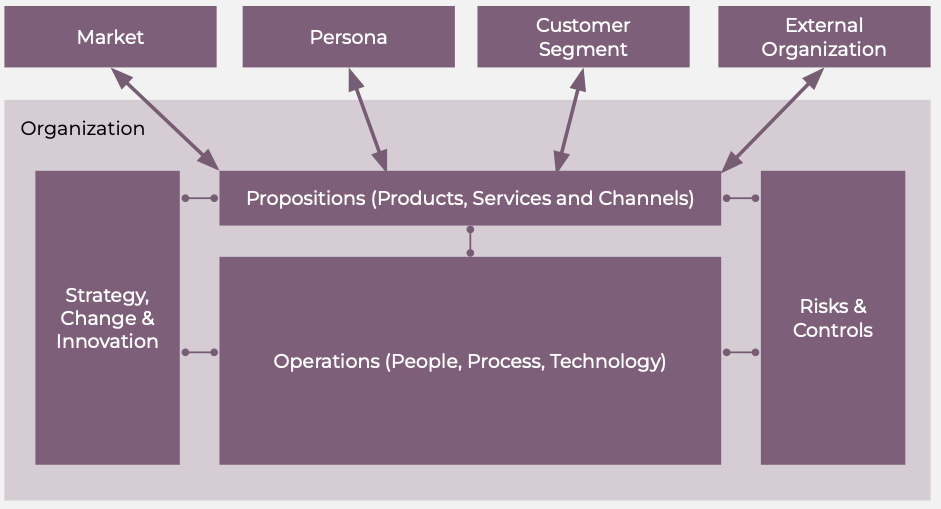 Market
Persona
Customer
Segment
External
Organization
Organization
Propositions (Products, Services and Channels)
Strategy,
Change &
Innovation
Operations (People, Process, Technology)
Risks &
Controls